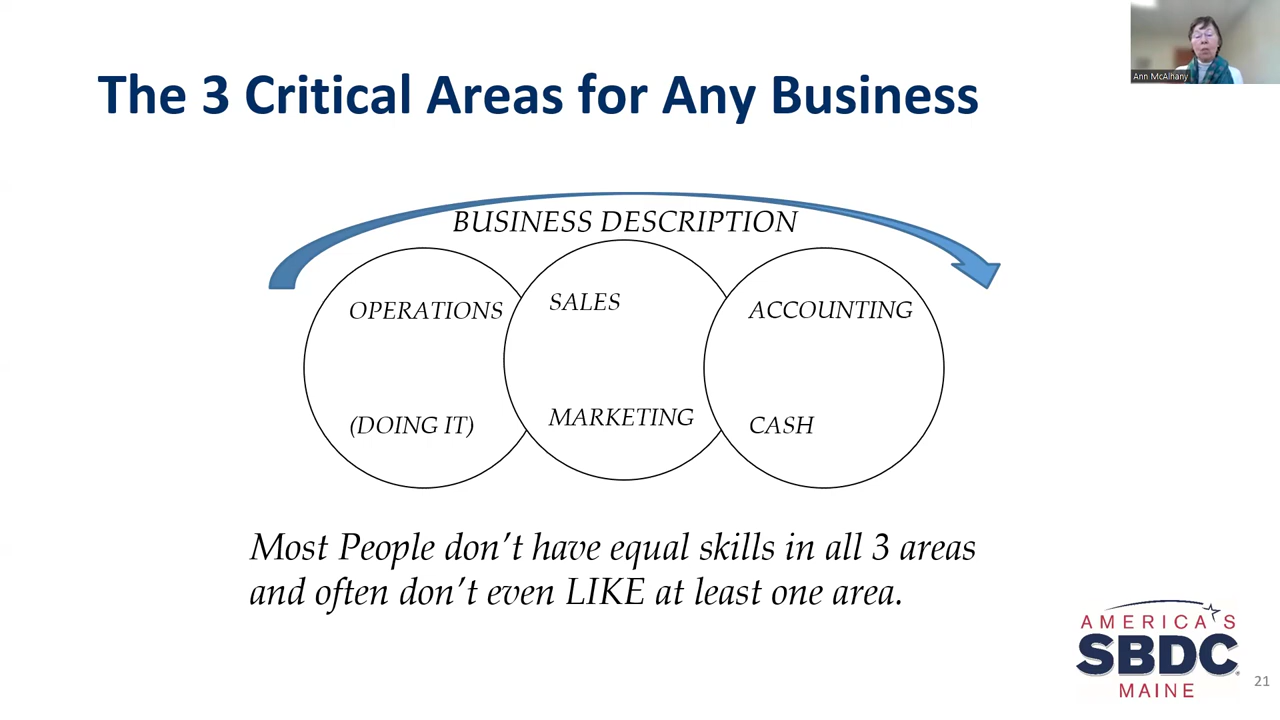 The 3 Critical Areas for Any Business
Ann McAlhany
BUSINESS DESCRIPTION
OPERATIONS
(DOING IT)
SALES
MARKETING
ACCOUNTING
CASH
Most People don’t have equal skills in all 3 areas
and often don’t even LIKE at least one area.
AMERICA'S
SBDC
MAINE
21